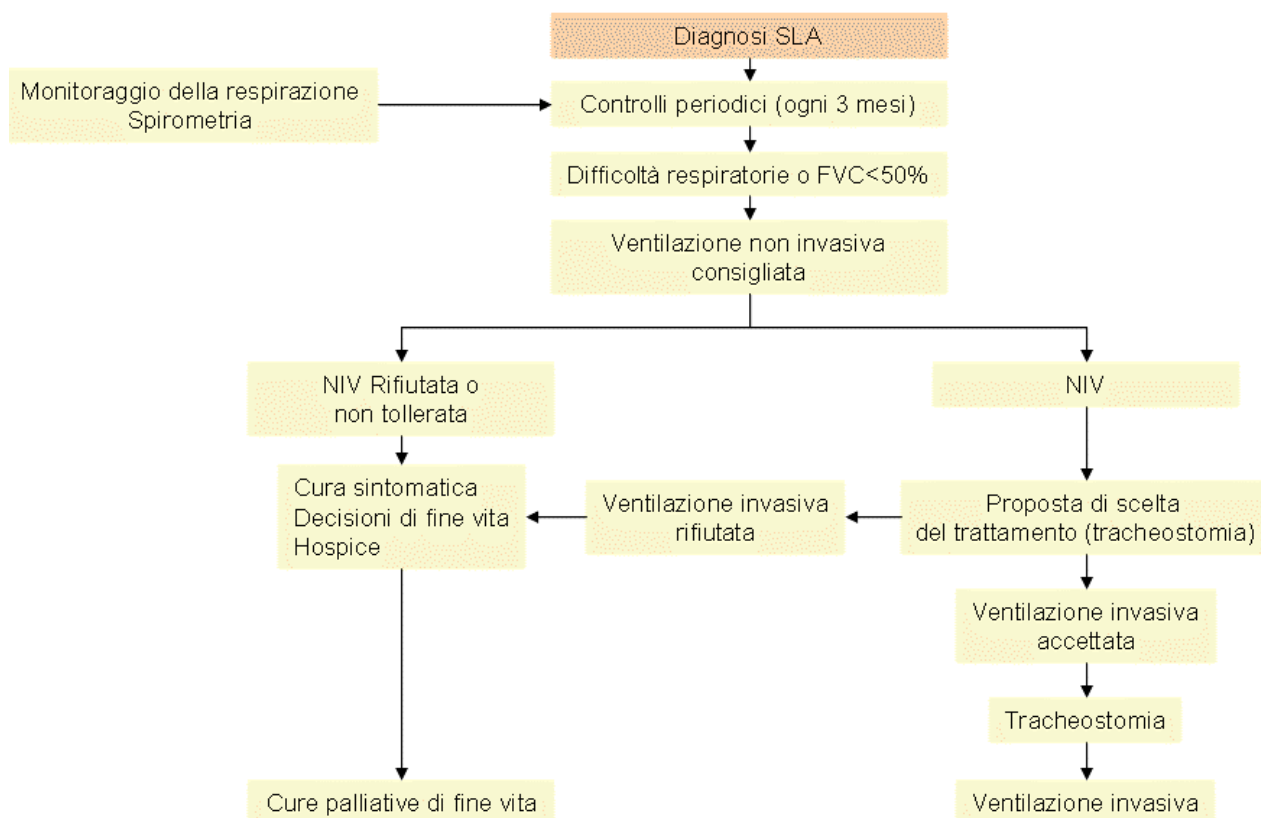 Diagnosi SLA
Monitoraggio della respirazione
Spirometria
Controlli periodici (ogni 3 mesi)
Difficoltà respiratorie o FVC<50%
Ventilazione non invasiva
consigliata
NIV Rifiutata o
non tollerata
NIV
Cura sintomatica
Decisioni di fine vita
Hospice
Ventilazione invasiva
rifiutata
Proposta di scelta
del trattamento (tracheostomia)
Ventilazione invasiva
accettata
Tracheostomia
Cure palliative di fine vita
Ventilazione invasiva